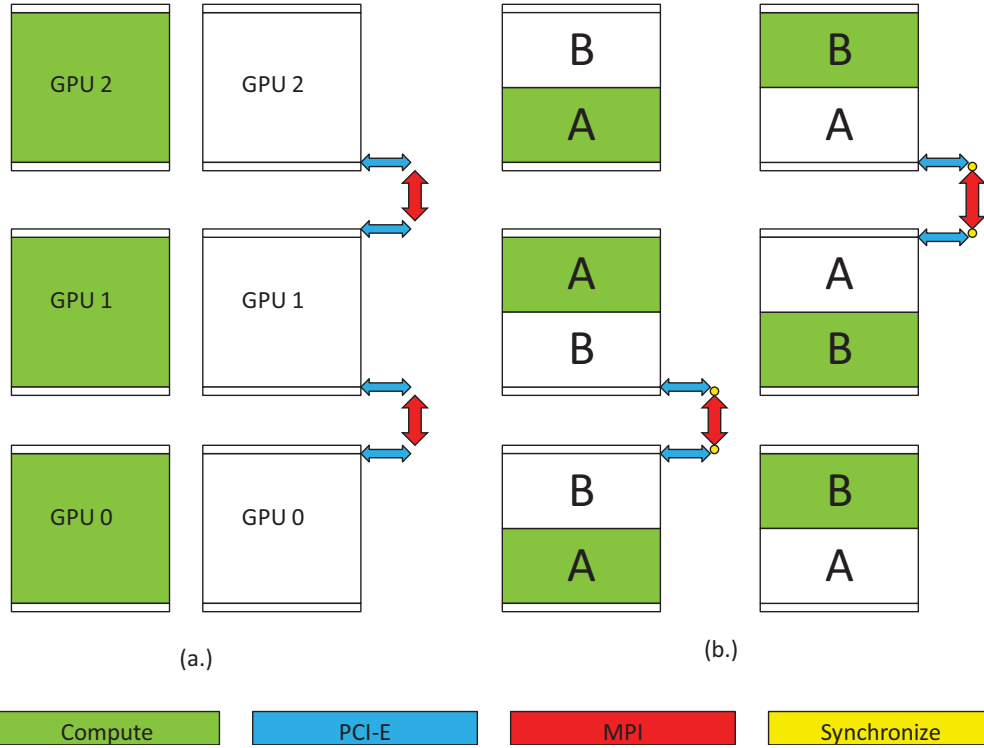 GPU 2 GPU 2 B B
A A
GPU 1 GPU 1 A A
B B
GPU 0 GPU 0 B B
A A
(a.) (b.)
Compute PCI-E MPI Synchronize